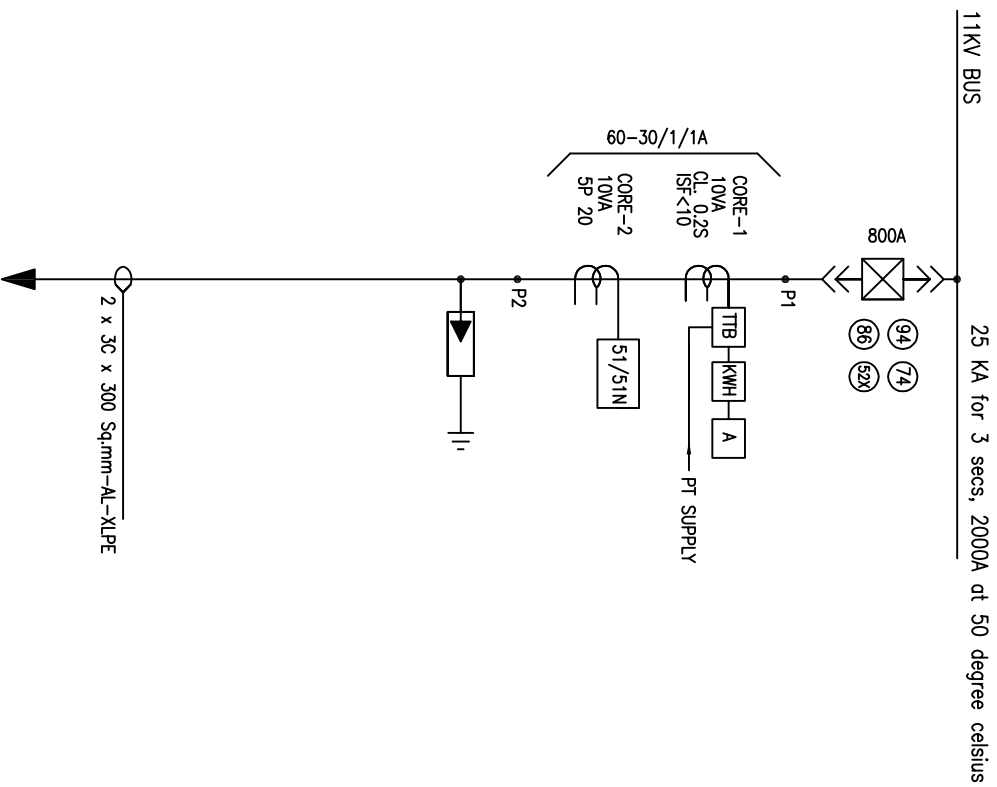 11KV BUS
25 KA for 3 secs, 2000A at 50 degree celsius
800A
94
74
86
52X
P1
60-30/1/1A
CORE-1
10VA
CL. 0.2S
ISF<10
TTB
KWH
A
PT SUPPLY
CORE-2
10VA
5P 20
51/51N
P2
2 x 3C x 300 Sq.mm-AL-XLPE